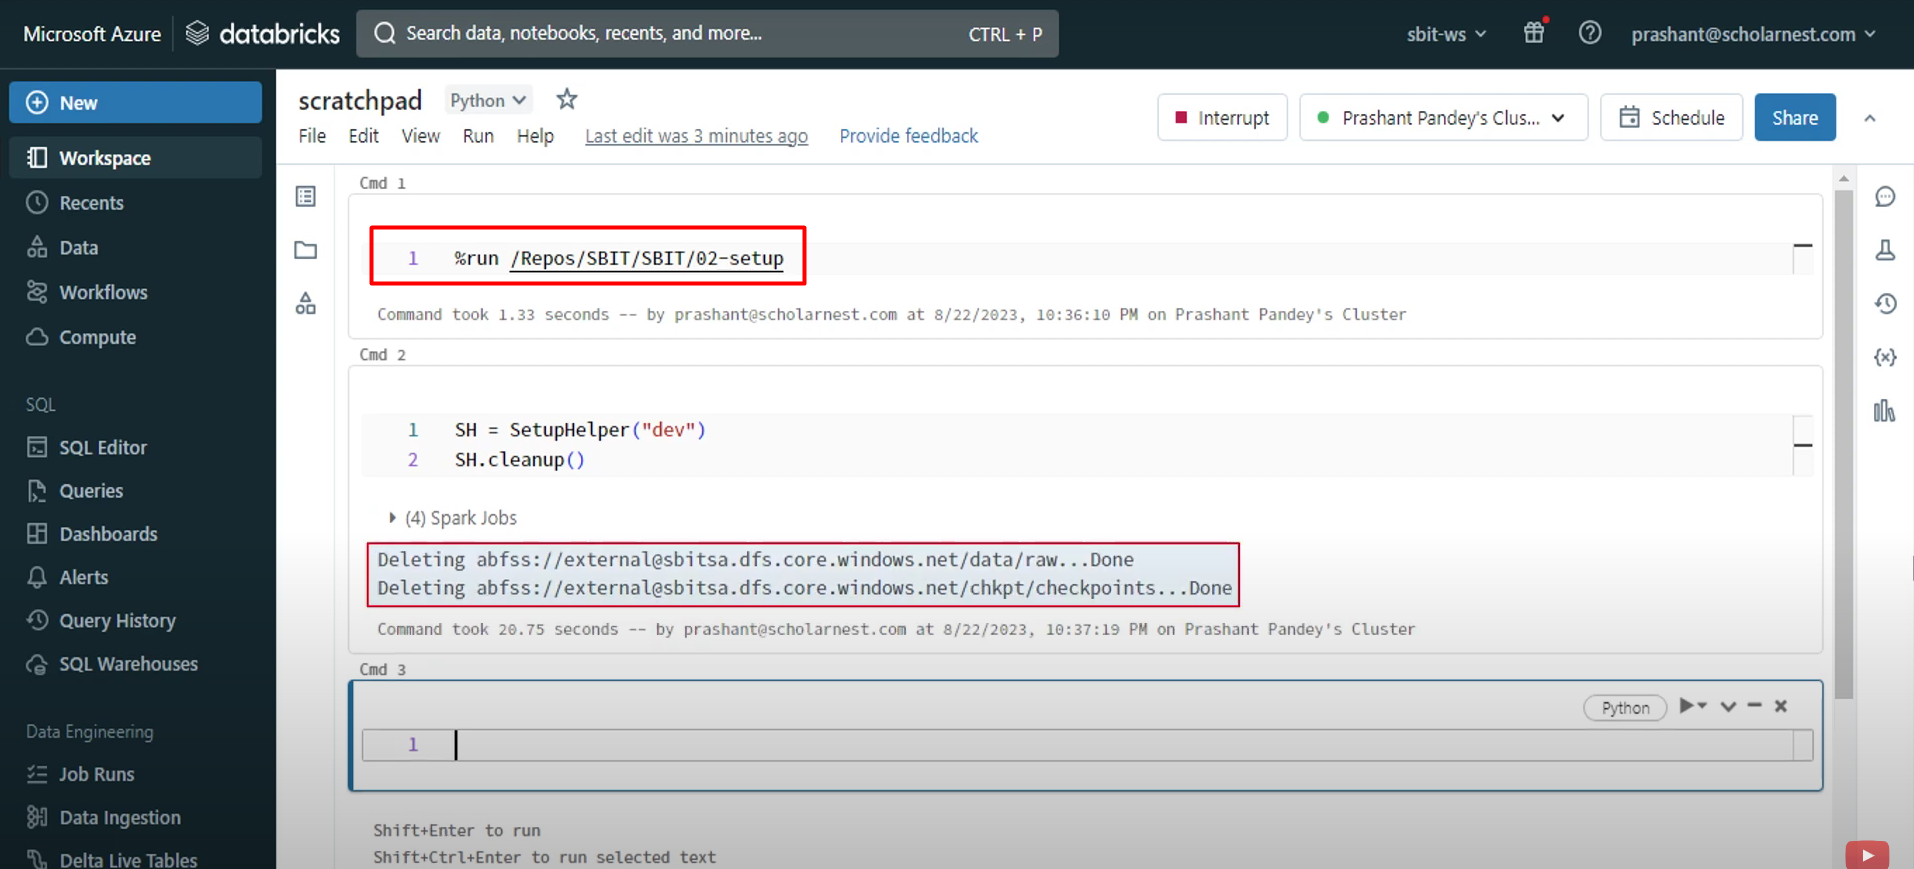 Microsoft Azure databricks Search data, notebooks, recents, and more... CTRL + P sbit-ws prashant@scholarnest.com
New
Workspace
Recents
Data
Workflows
Compute
SQL
SQL Editor
Queries
Dashboards
Alerts
Query History
SQL Warehouses
Data Engineering
Job Runs
Data Ingestion
Delta Live Tables
scratchpad Python
File Edit View Run Help Last edit was 3 minutes ago Provide feedback
Interrupt Prashant Pandey's Clus... Schedule Share
Cmd 1
1 %run /Repos/SBIT/SBIT/02-setup
Command took 1.33 seconds -- by prashant@scholarnest.com at 8/22/2023, 10:36:10 PM on Prashant Pandey's Cluster
Cmd 2
1 SH = SetupHelper("dev")
2 SH.cleanup()
(4) Spark Jobs
Deleting abfss://external@sbitsa.dfs.core.windows.net/data/raw...Done
Deleting abfss://external@sbitsa.dfs.core.windows.net/chkpt/checkpoints...Done
Command took 20.75 seconds -- by prashant@scholarnest.com at 8/22/2023, 10:37:19 PM on Prashant Pandey's Cluster
Cmd 3
Python
1
Shift+Enter to run
Shift+Ctrl+Enter to run selected text